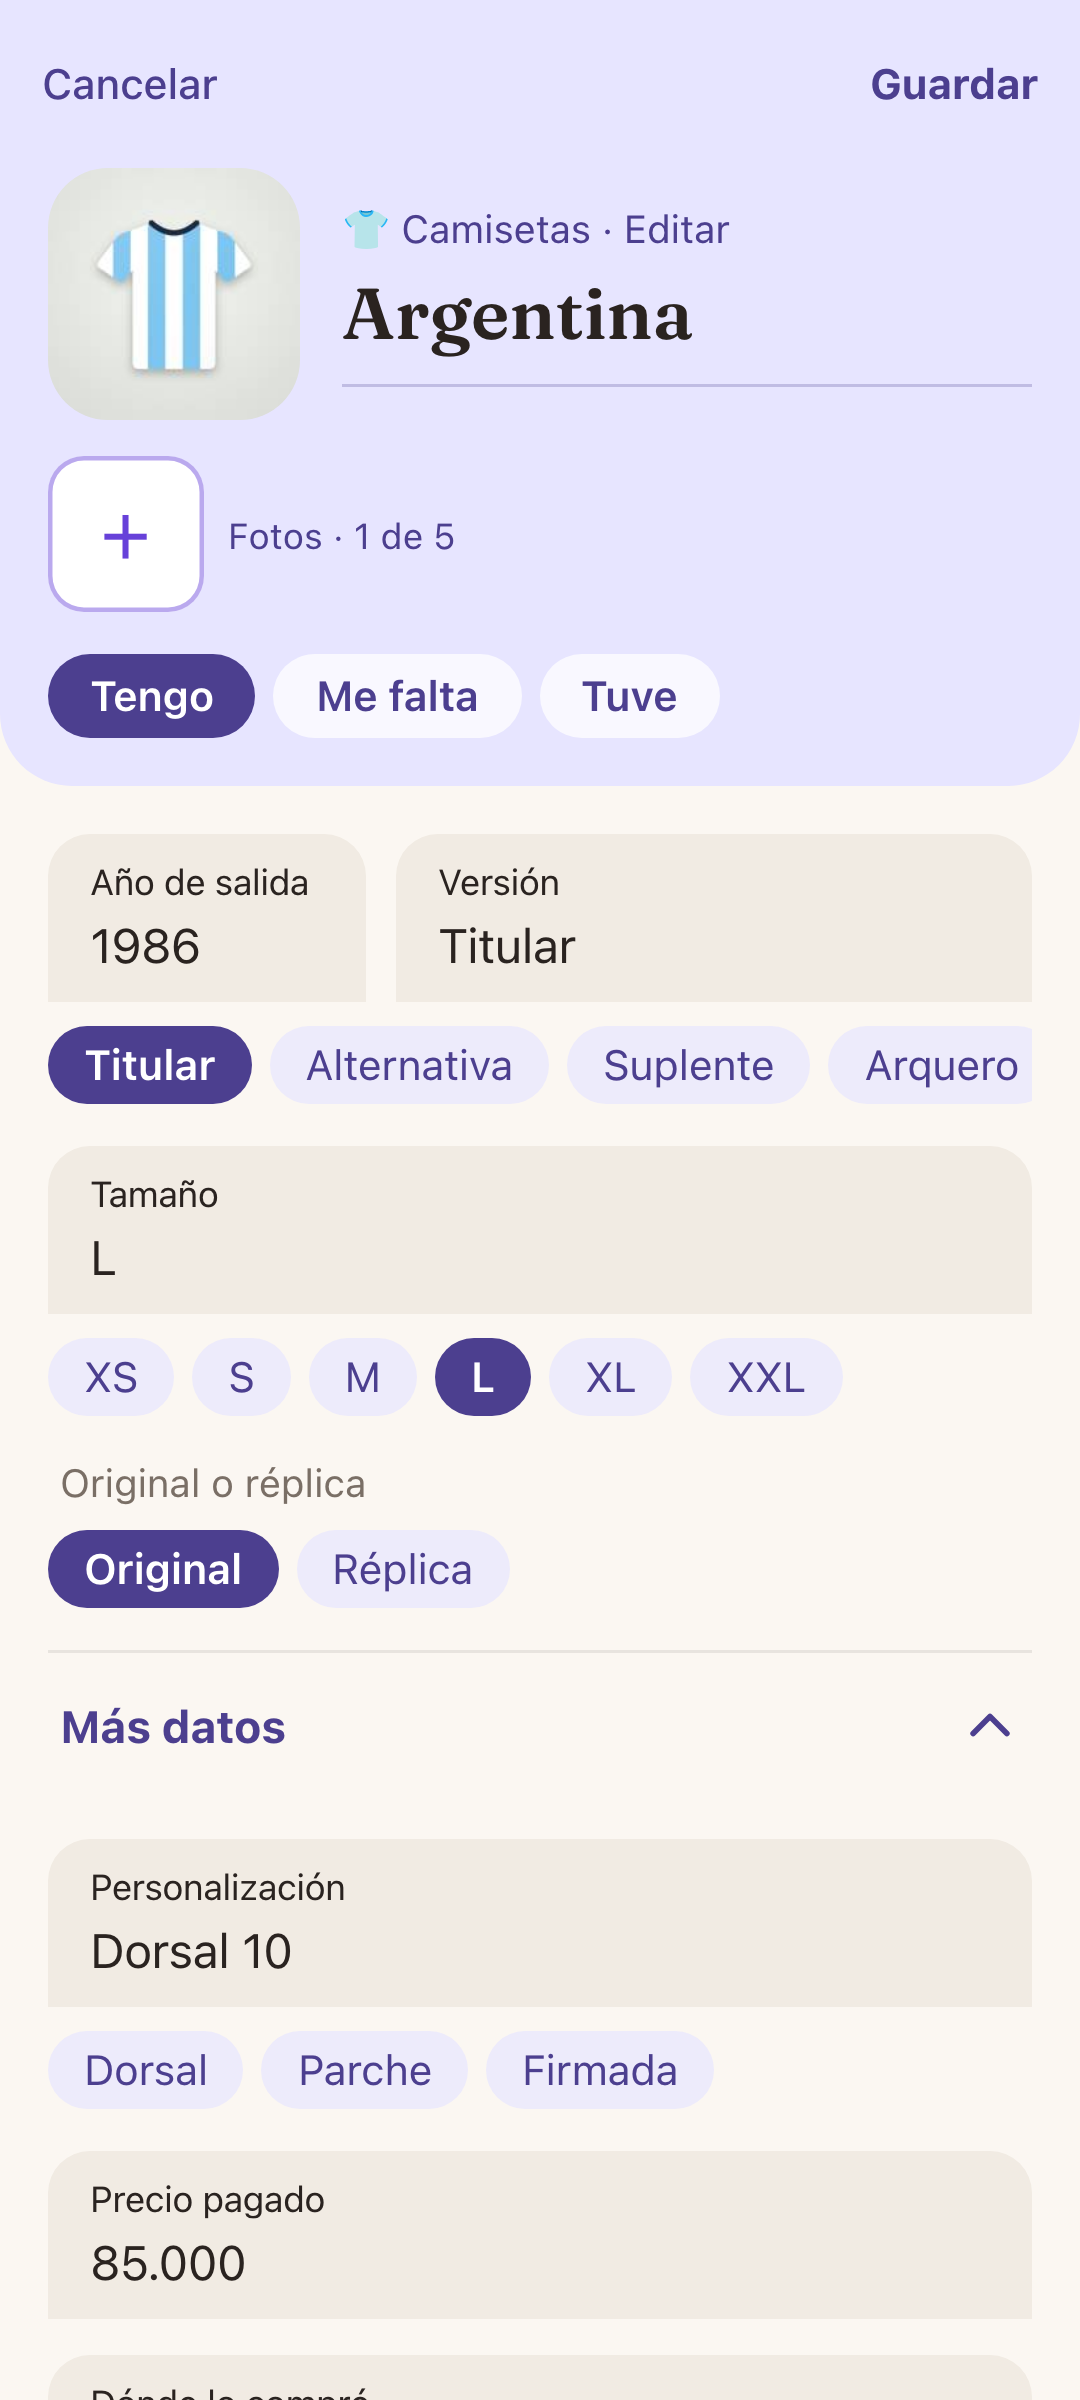 Cancelar
Guardar
Camisetas · Editar
Argentina
Fotos · 1 de 5
Tengo
Me falta
Tuve
Año de salida
1986
Versión
Titular
Titular
Alternativa
Suplente
Arquero
Tamaño
L
XS
S
M
L
XL
XXL
Original o réplica
Original
Réplica
Más datos
Personalización
Dorsal 10
Dorsal
Parche
Firmada
Precio pagado
85.000